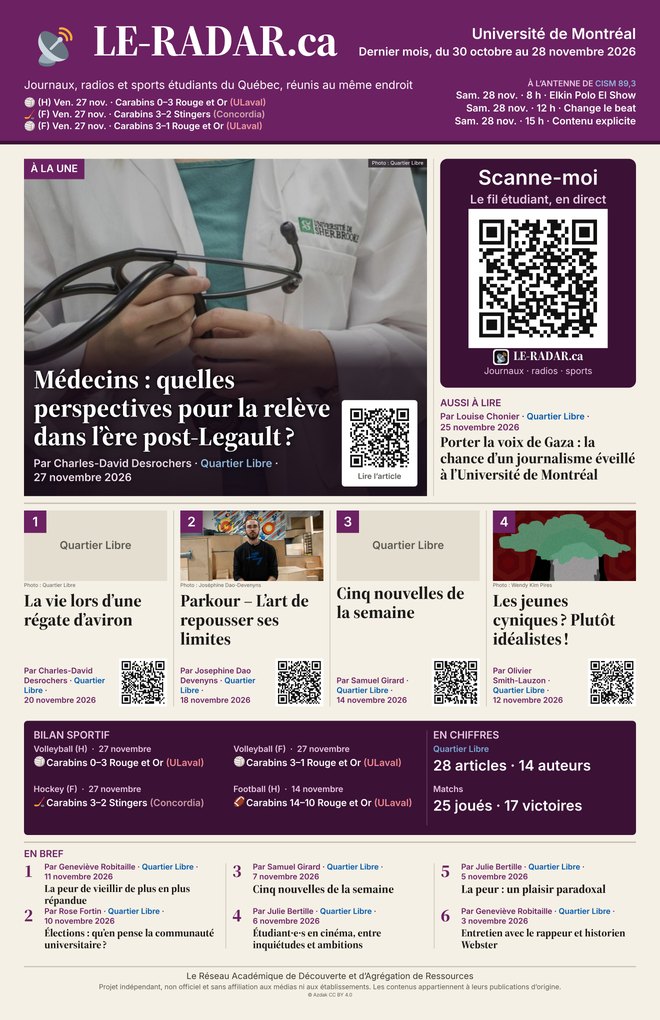 LE-RADAR.ca
Université de Montréal
Dernier mois, du 30 octobre au 28 novembre 2026
Journaux, radios et sports étudiants du Québec, réunis au même endroit
(H) Ven. 27 nov. · Carabins 0–3 Rouge et Or (ULaval)
(F) Ven. 27 nov. · Carabins 3–2 Stingers (Concordia)
(F) Ven. 27 nov. · Carabins 3–1 Rouge et Or (ULaval)
À L'ANTENNE DE CISM 89,3
Sam. 28 nov. · 8 h · Elkin Polo El Show
Sam. 28 nov. · 12 h · Change le beat
Sam. 28 nov. · 15 h · Contenu explicite
À LA UNE
Photo : Quartier Libre
UNIVERSITÉ DE
SHERBROOKE
Médecins : quelles
perspectives pour la relève
dans l'ère post-Legault ?
Par Charles-David Desrochers · Quartier Libre ·
27 novembre 2026
Lire l'article
Scanne-moi
Le fil étudiant, en direct
LE-RADAR.ca
Journaux · radios · sports
AUSSI À LIRE
Par Louise Chonier · Quartier Libre ·
25 novembre 2026
Porter la voix de Gaza : la
chance d'un journalisme éveillé
à l'Université de Montréal
1
Quartier Libre
Photo : Quartier Libre
La vie lors d'une
régate d'aviron
Par Charles-David
Desrochers · Quartier
Libre ·
20 novembre 2026
2
Photo : Joséphine Dao-Devenyns
Parkour – L'art de
repousser ses
limites
Par Josephine Dao
Devenyns · Quartier
Libre ·
18 novembre 2026
3
Quartier Libre
Cinq nouvelles de
la semaine
Par Samuel Girard ·
Quartier Libre ·
14 novembre 2026
4
Photo : Wendy Kim Pires
Les jeunes
cyniques ? Plutôt
idéalistes !
Par Olivier
Smith-Lauzon ·
Quartier Libre ·
12 novembre 2026
BILAN SPORTIF
Volleyball (H) · 27 novembre
Carabins 0–3 Rouge et Or (ULaval)
Volleyball (F) · 27 novembre
Carabins 3–1 Rouge et Or (ULaval)
Hockey (F) · 27 novembre
Carabins 3–2 Stingers (Concordia)
Football (H) · 14 novembre
Carabins 14–10 Rouge et Or (ULaval)
EN CHIFFRES
Quartier Libre
28 articles · 14 auteurs
Matchs
25 joués · 17 victoires
EN BREF
1
Par Geneviève Robitaille · Quartier Libre ·
11 novembre 2026
La peur de vieillir de plus en plus
répandue
2
Par Rose Fortin · Quartier Libre ·
10 novembre 2026
Élections : qu'en pense la communauté
universitaire ?
3
Par Samuel Girard · Quartier Libre ·
7 novembre 2026
Cinq nouvelles de la semaine
4
Par Julie Bertille · Quartier Libre ·
6 novembre 2026
Étudiant·e·s en cinéma, entre
inquiétudes et ambitions
5
Par Julie Bertille · Quartier Libre ·
5 novembre 2026
La peur : un plaisir paradoxal
6
Par Geneviève Robitaille · Quartier Libre ·
3 novembre 2026
Entretien avec le rappeur et historien
Webster
Le Réseau Académique de Découverte et d'Agrégation de Ressources
Projet indépendant, non officiel et sans affiliation aux médias ni aux établissements. Les contenus appartiennent à leurs publications d'origine.
© Azdak CC BY 4.0